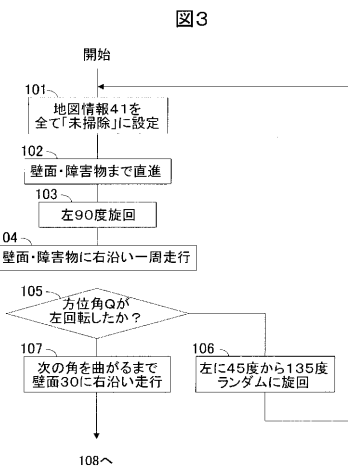 図3
開始
101
地図情報41を
全て「未掃除」に設定
102
壁面・障害物まで直進
103
左90度旋回
04
壁面・障害物に右沿い一周走行
105
方位角Qが
左回転したか？
107
次の角を曲がるまで
壁面30に右沿い走行
106
左に45度から135度
ランダムに旋回
108へ